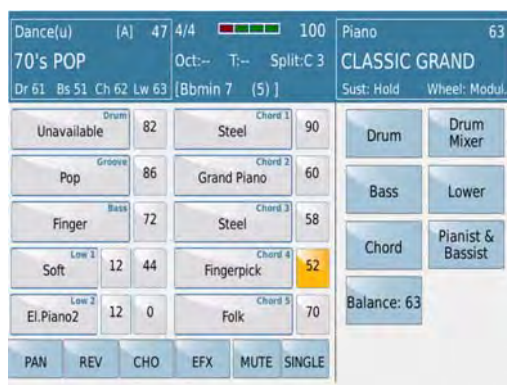 Dance(u) [A] 47 4/4 100 Piano 63
70's POP Oct:-- T:-- Split:C 3 CLASSIC GRAND
Dr 61 Bs 51 Ch 62 Lw 63 [Bbmin 7 (5) ] Sust: Hold Wheel: Modul.
Drum Unavailable 82
Chord 1 Steel 90
Groove Pop 86
Chord 2 Grand Piano 60
Bass Finger 72
Chord 3 Steel 58
Low 1 Soft 12 44
Chord 4 Fingerpick 52
Low 2 El.Piano2 12 0
Chord 5 Folk 70
PAN REV CHO EFX MUTE SINGLE
Drum
Drum
Mixer
Bass
Lower
Chord
Pianist &
Bassist
Balance: 63